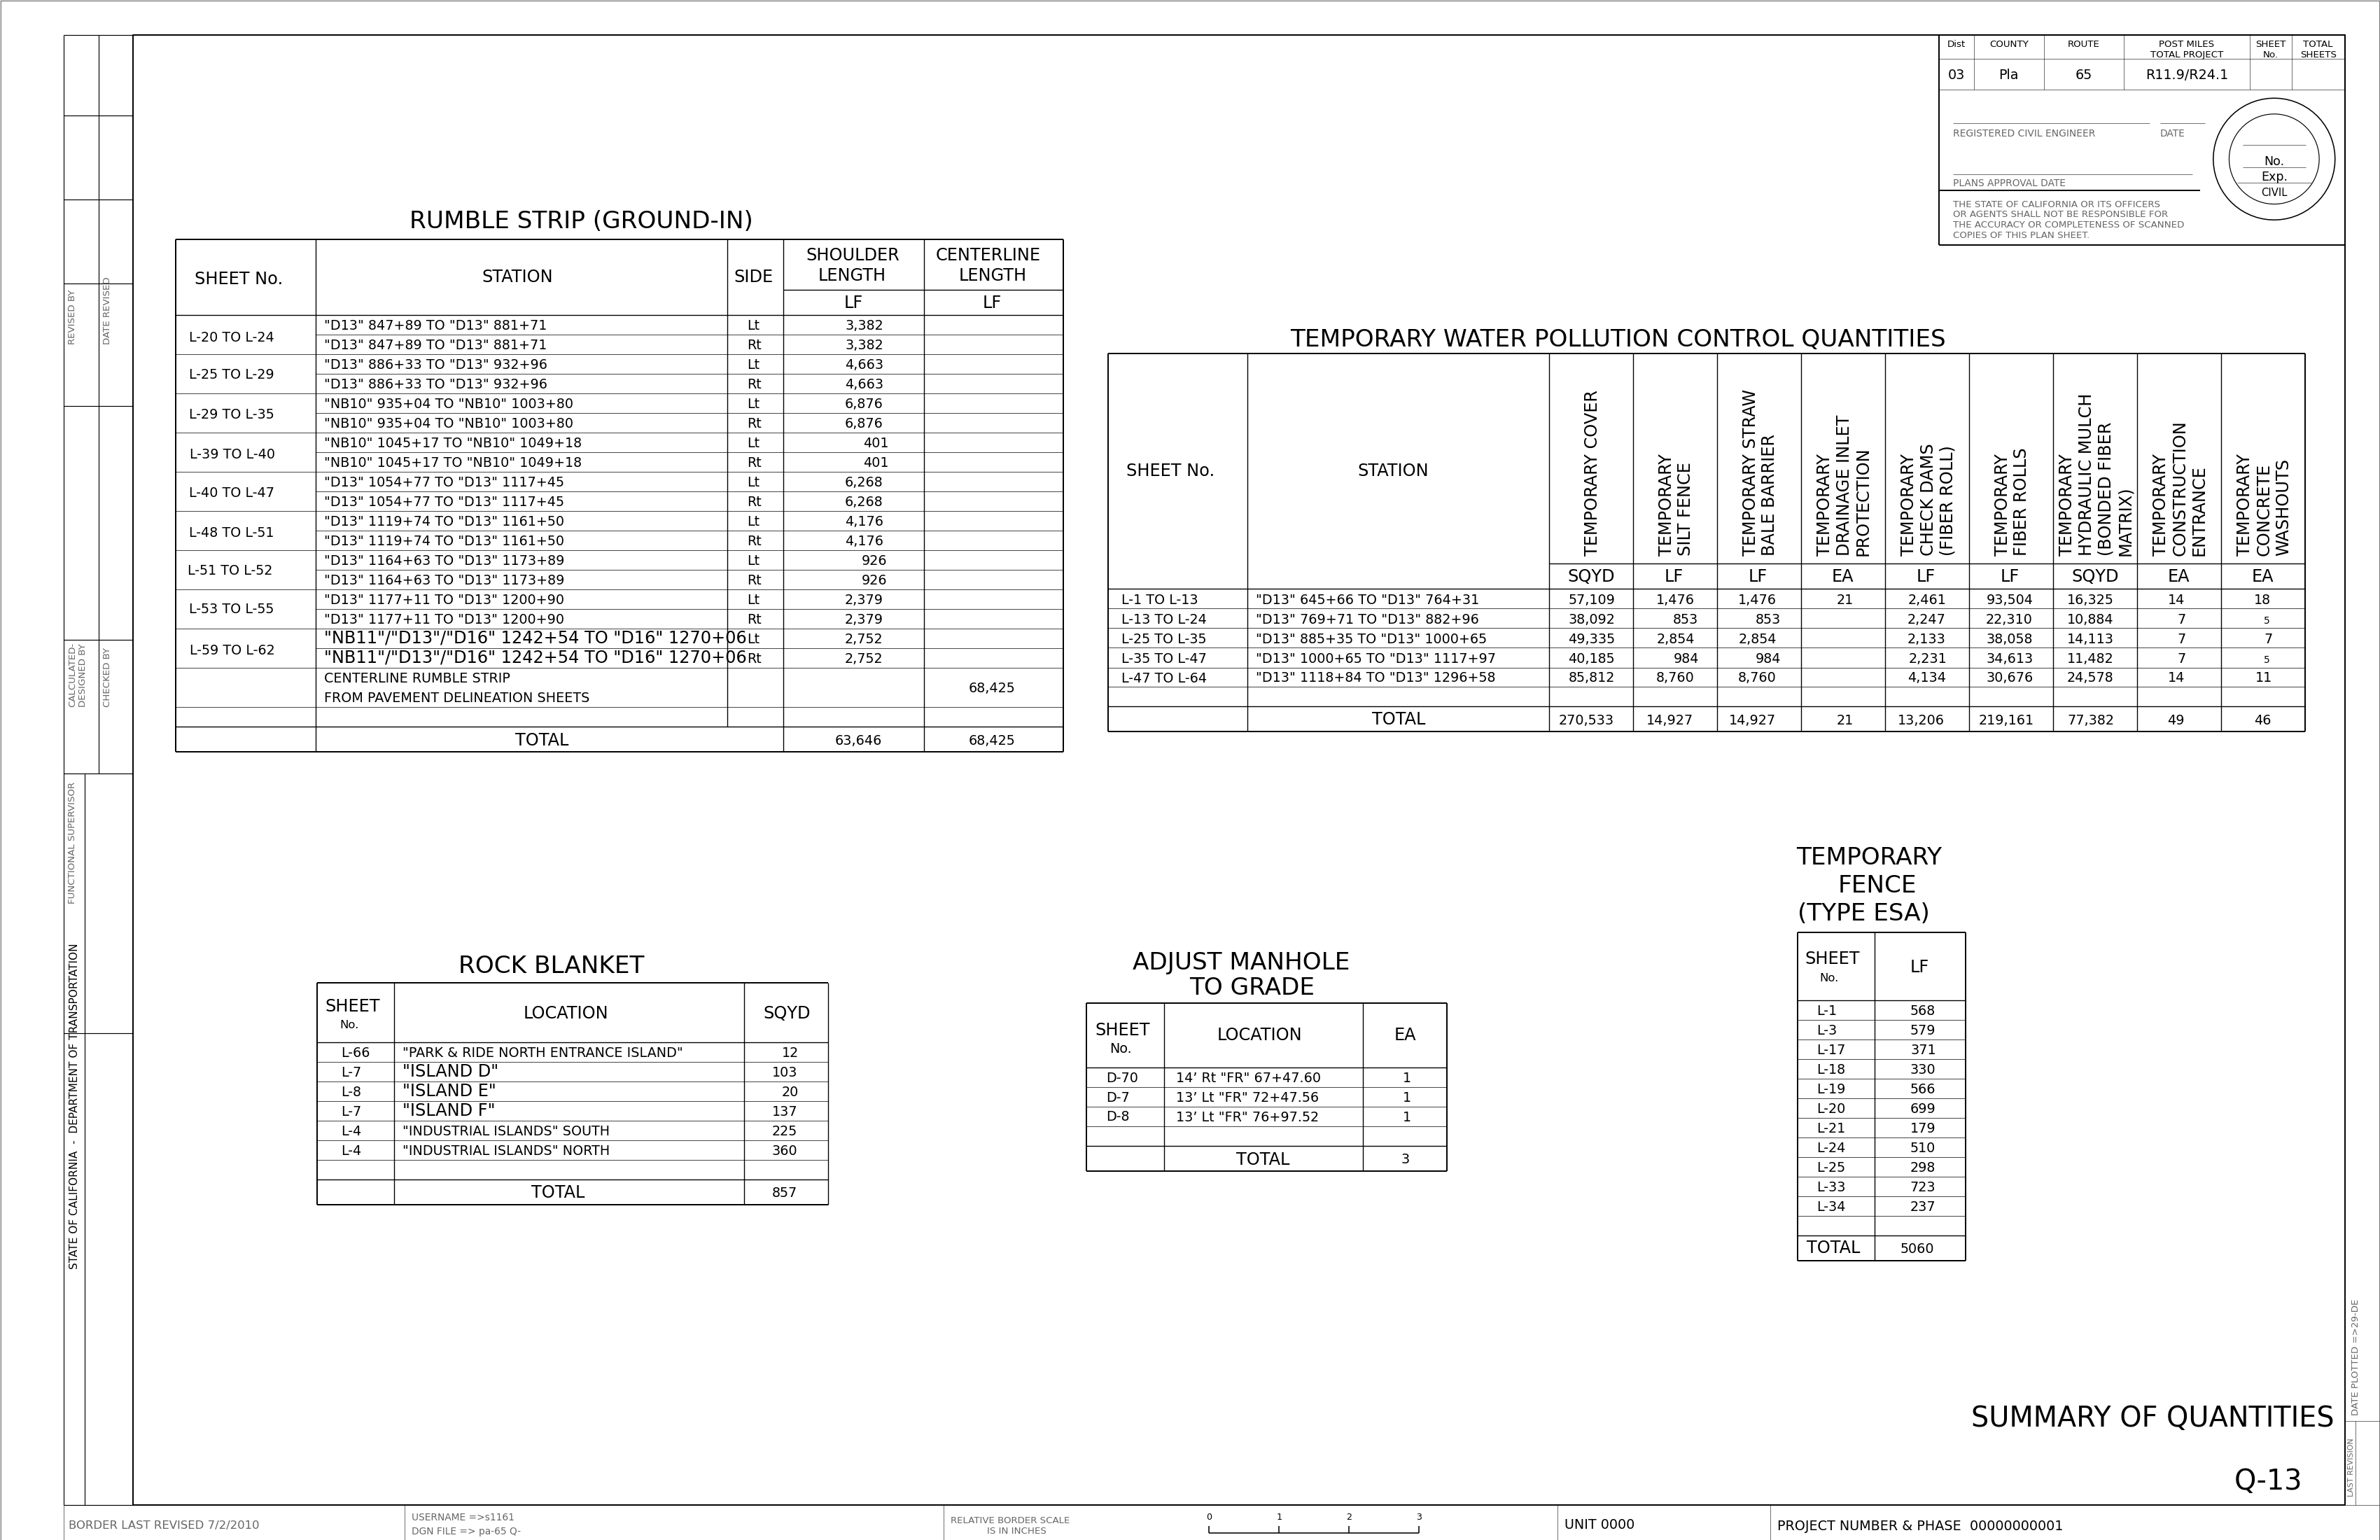 Dist COUNTY ROUTE POST MILES TOTAL PROJECT SHEET No. TOTAL SHEETS
03 Pla 65 R11.9/R24.1
REGISTERED CIVIL ENGINEER DATE
PLANS APPROVAL DATE
No.
Exp.
CIVIL
THE STATE OF CALIFORNIA OR ITS OFFICERS
OR AGENTS SHALL NOT BE RESPONSIBLE FOR
THE ACCURACY OR COMPLETENESS OF SCANNED
COPIES OF THIS PLAN SHEET.
RUMBLE STRIP (GROUND-IN)
SHEET No. STATION SIDE SHOULDER LENGTH CENTERLINE LENGTH
LF LF
L-20 TO L-24 "D13" 847+89 TO "D13" 881+71 Lt 3,382
"D13" 847+89 TO "D13" 881+71 Rt 3,382
L-25 TO L-29 "D13" 886+33 TO "D13" 932+96 Lt 4,663
"D13" 886+33 TO "D13" 932+96 Rt 4,663
L-29 TO L-35 "NB10" 935+04 TO "NB10" 1003+80 Lt 6,876
"NB10" 935+04 TO "NB10" 1003+80 Rt 6,876
L-39 TO L-40 "NB10" 1045+17 TO "NB10" 1049+18 Lt 401
"NB10" 1045+17 TO "NB10" 1049+18 Rt 401
L-40 TO L-47 "D13" 1054+77 TO "D13" 1117+45 Lt 6,268
"D13" 1054+77 TO "D13" 1117+45 Rt 6,268
L-48 TO L-51 "D13" 1119+74 TO "D13" 1161+50 Lt 4,176
"D13" 1119+74 TO "D13" 1161+50 Rt 4,176
L-51 TO L-52 "D13" 1164+63 TO "D13" 1173+89 Lt 926
"D13" 1164+63 TO "D13" 1173+89 Rt 926
L-53 TO L-55 "D13" 1177+11 TO "D13" 1200+90 Lt 2,379
"D13" 1177+11 TO "D13" 1200+90 Rt 2,379
L-59 TO L-62 "NB11"/"D13"/"D16" 1242+54 TO "D16" 1270+06 Lt 2,752
"NB11"/"D13"/"D16" 1242+54 TO "D16" 1270+06 Rt 2,752
CENTERLINE RUMBLE STRIP
FROM PAVEMENT DELINEATION SHEETS 68,425
TOTAL 63,646 68,425
TEMPORARY WATER POLLUTION CONTROL QUANTITIES
SHEET No. STATION
TEMPORARY COVER
TEMPORARY
SILT FENCE
TEMPORARY STRAW
BALE BARRIER
TEMPORARY
DRAINAGE INLET
PROTECTION
TEMPORARY
CHECK DAMS
(FIBER ROLL)
TEMPORARY
FIBER ROLLS
TEMPORARY
HYDRAULIC MULCH
(BONDED FIBER
MATRIX)
TEMPORARY
CONSTRUCTION
ENTRANCE
TEMPORARY
CONCRETE
WASHOUTS
SQYD LF LF EA LF LF SQYD EA EA
L-1 TO L-13 "D13" 645+66 TO "D13" 764+31 57,109 1,476 1,476 21 2,461 93,504 16,325 14 18
L-13 TO L-24 "D13" 769+71 TO "D13" 882+96 38,092 853 853 2,247 22,310 10,884 7 5
L-25 TO L-35 "D13" 885+35 TO "D13" 1000+65 49,335 2,854 2,854 2,133 38,058 14,113 7 7
L-35 TO L-47 "D13" 1000+65 TO "D13" 1117+97 40,185 984 984 2,231 34,613 11,482 7 5
L-47 TO L-64 "D13" 1118+84 TO "D13" 1296+58 85,812 8,760 8,760 4,134 30,676 24,578 14 11
TOTAL 270,533 14,927 14,927 21 13,206 219,161 77,382 49 46
ROCK BLANKET
SHEET No. LOCATION SQYD
L-66 "PARK & RIDE NORTH ENTRANCE ISLAND" 12
L-7 "ISLAND D" 103
L-8 "ISLAND E" 20
L-7 "ISLAND F" 137
L-4 "INDUSTRIAL ISLANDS" SOUTH 225
L-4 "INDUSTRIAL ISLANDS" NORTH 360
TOTAL 857
ADJUST MANHOLE
TO GRADE
SHEET No. LOCATION EA
D-70 14’ Rt "FR" 67+47.60 1
D-7 13’ Lt "FR" 72+47.56 1
D-8 13’ Lt "FR" 76+97.52 1
TOTAL 3
TEMPORARY
FENCE
(TYPE ESA)
SHEET No. LF
L-1 568
L-3 579
L-17 371
L-18 330
L-19 566
L-20 699
L-21 179
L-24 510
L-25 298
L-33 723
L-34 237
TOTAL 5060
SUMMARY OF QUANTITIES
Q-13
REVISED BY
DATE REVISED
CALCULATED-
DESIGNED BY
CHECKED BY
FUNCTIONAL SUPERVISOR
STATE OF CALIFORNIA - DEPARTMENT OF TRANSPORTATION
DATE PLOTTED =>29-DE
LAST REVISION
BORDER LAST REVISED 7/2/2010
USERNAME =>s1161
DGN FILE => pa-65 Q-
RELATIVE BORDER SCALE
IS IN INCHES
0 1 2 3
UNIT 0000
PROJECT NUMBER & PHASE 00000000001